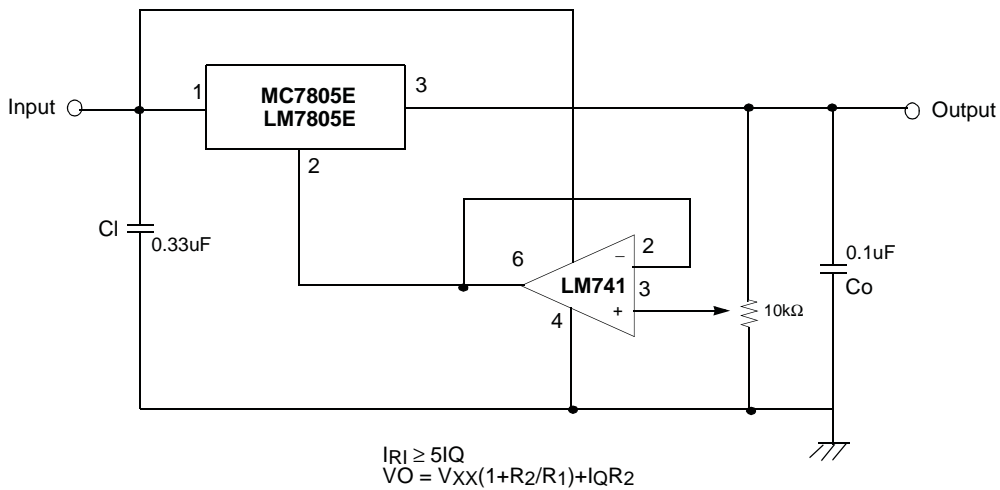 MC7805E
LM7805E
1
3
2
Input
Output
CI
0.33uF
6
2
−
LM741
3
+
4
0.1uF
Co
10kΩ
IRI ≥ 5IQ
VO = VXX(1+R2/R1)+IQR2